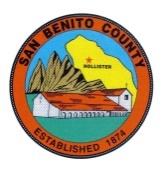 SAN BENITO COUNTY
HOLLISTER
ESTABLISHED 1874